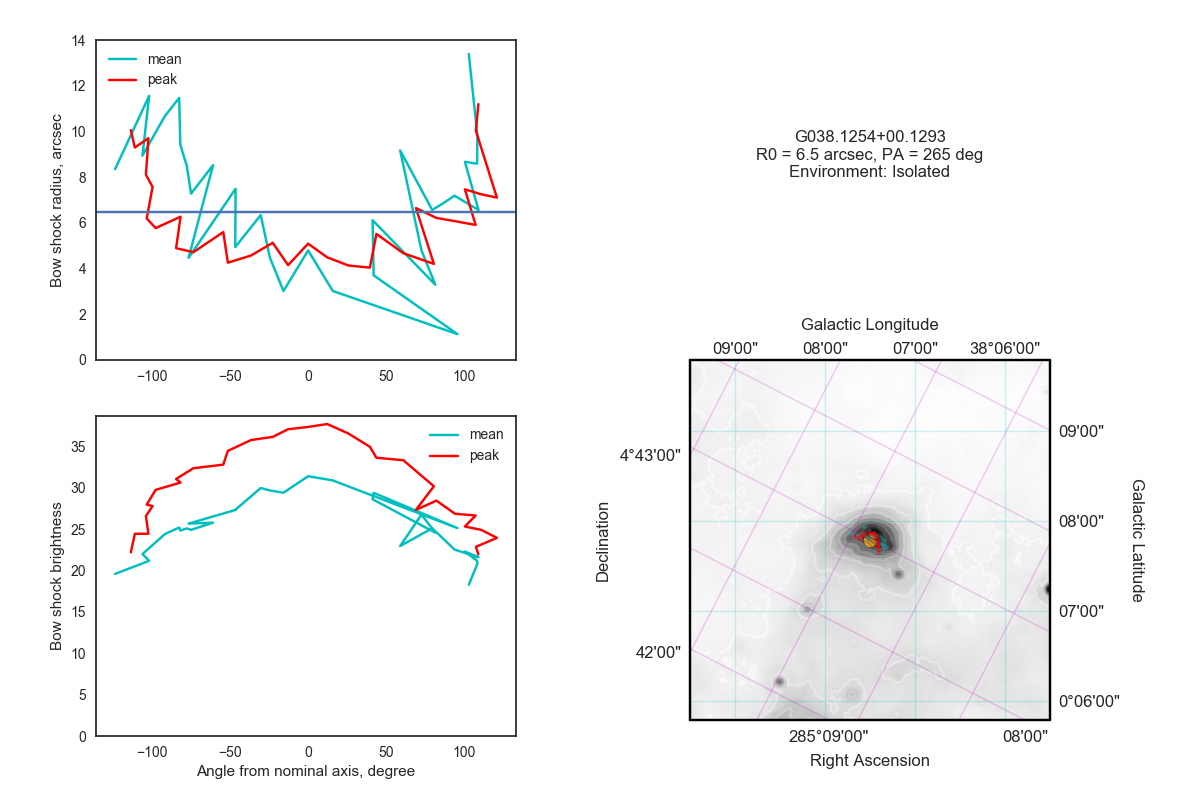 14
12
10
8
6
4
2
0
Bow shock radius, arcsec
mean
peak
−100
−50
0
50
100
35
30
25
20
15
10
5
0
Bow shock brightness
mean
peak
−100
−50
0
50
100
Angle from nominal axis, degree
G038.1254+00.1293
R0 = 6.5 arcsec, PA = 265 deg
Environment: Isolated
Galactic Longitude
09'00" 08'00" 07'00" 38°06'00"
4°43'00"
42'00"
Declination
09'00"
08'00"
07'00"
0°06'00"
Galactic Latitude
285°09'00" 08'00"
Right Ascension